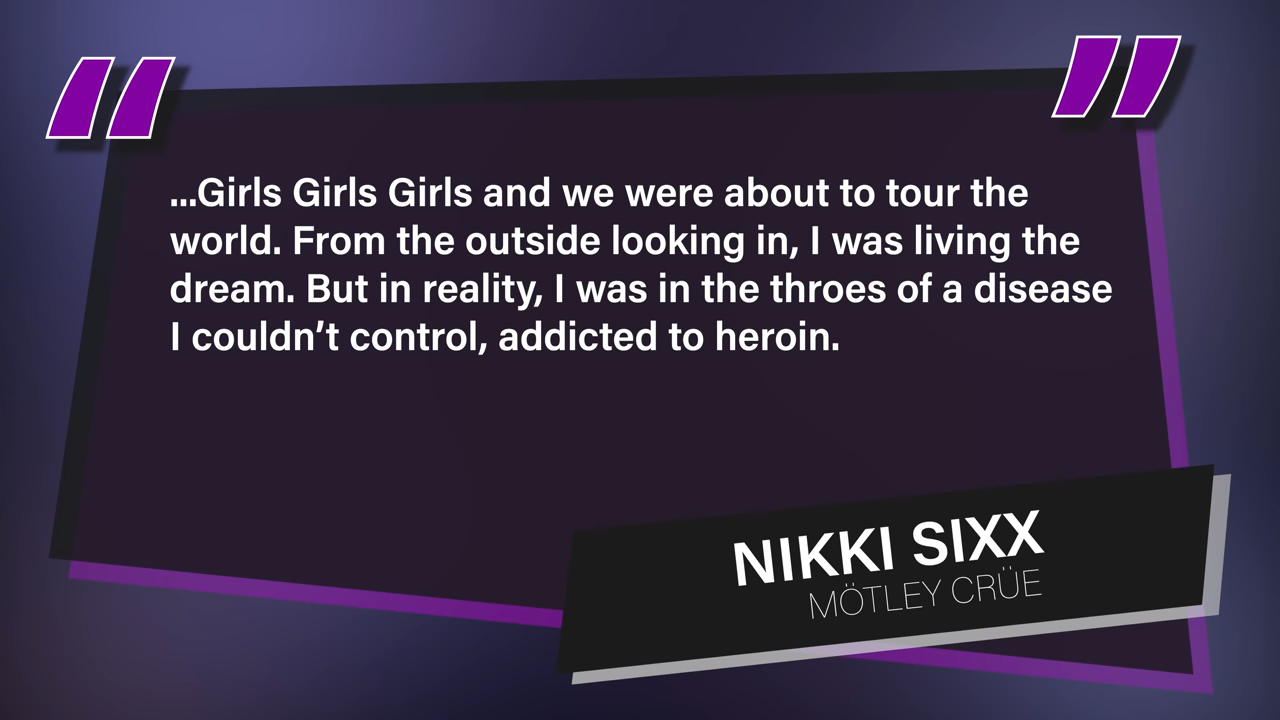 ...Girls Girls Girls and we were about to tour the
world. From the outside looking in, I was living the
dream. But in reality, I was in the throes of a disease
I couldn’t control, addicted to heroin.
NIKKI SIXX
MÖTLEY CRÜE